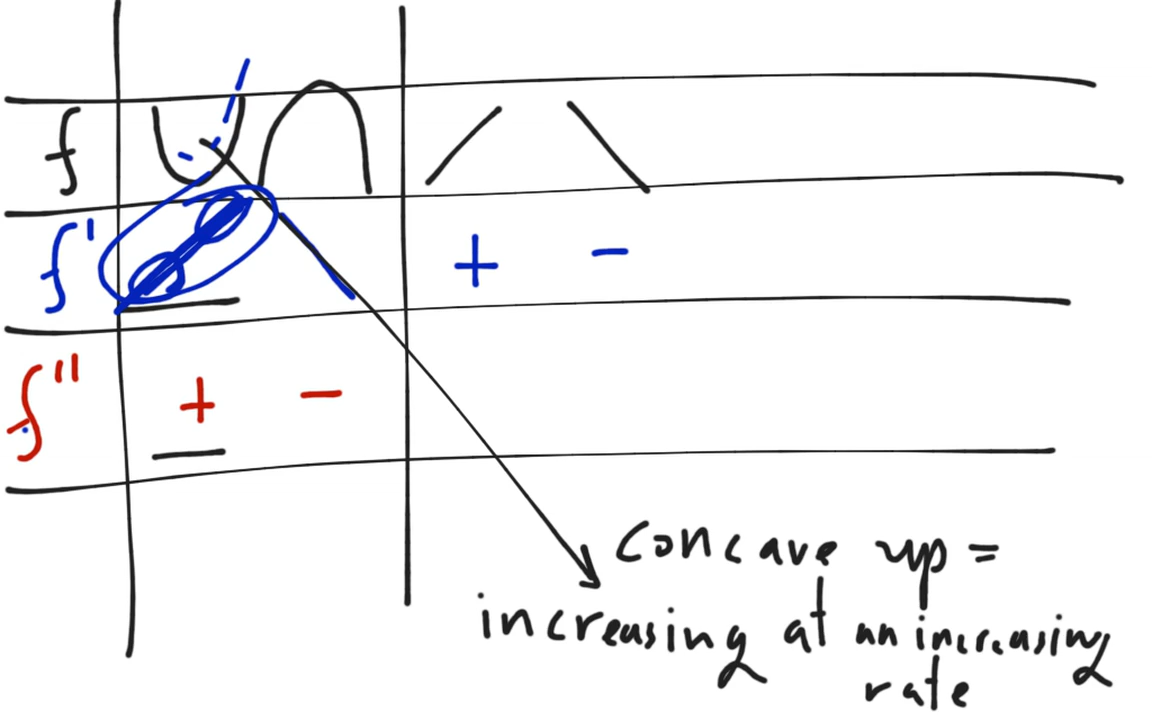 f
f' + -
f" + -
Concave up =
increasing at an increasing
rate